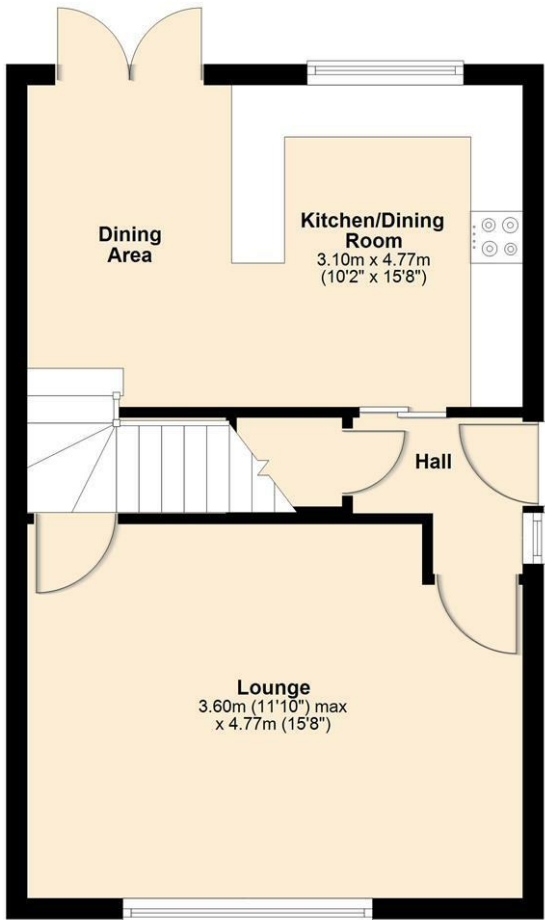 Dining
Area
Kitchen/Dining
Room
3.10m x 4.77m
(10'2" x 15'8")
Hall
Lounge
3.60m (11'10") max
x 4.77m (15'8")